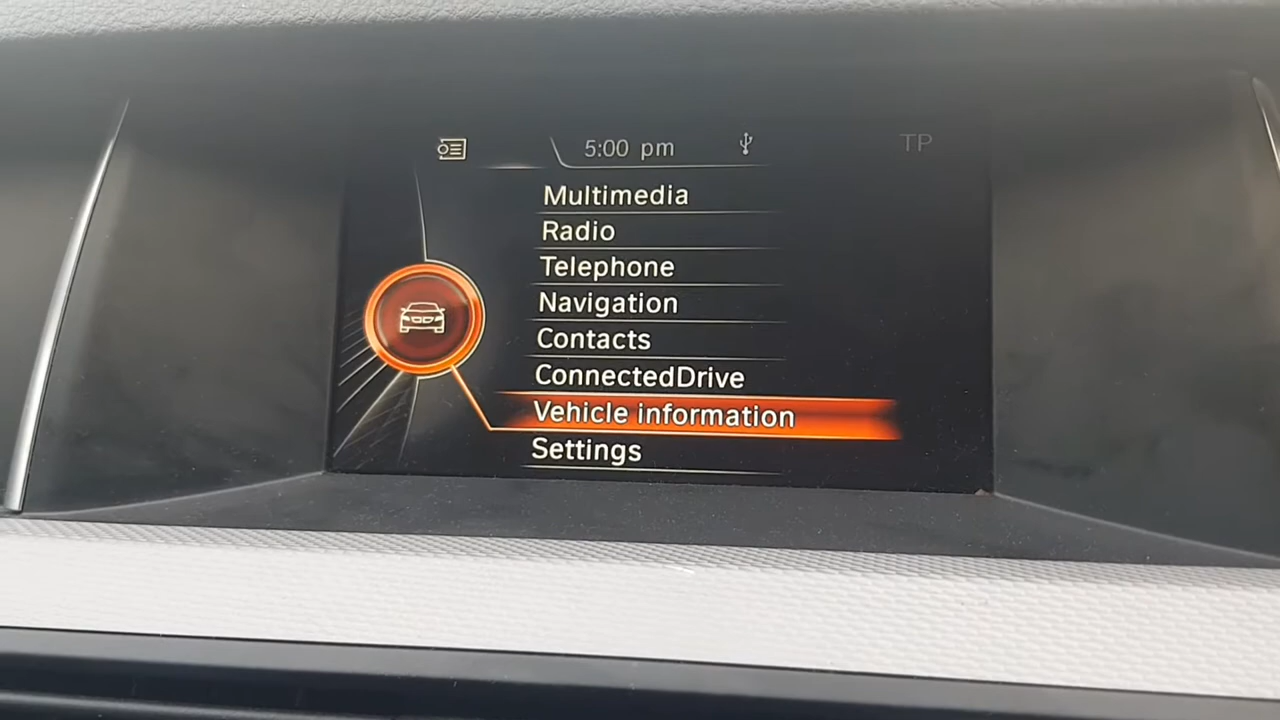 5:00 pm
TP
Multimedia
Radio
Telephone
Navigation
Contacts
ConnectedDrive
Vehicle information
Settings